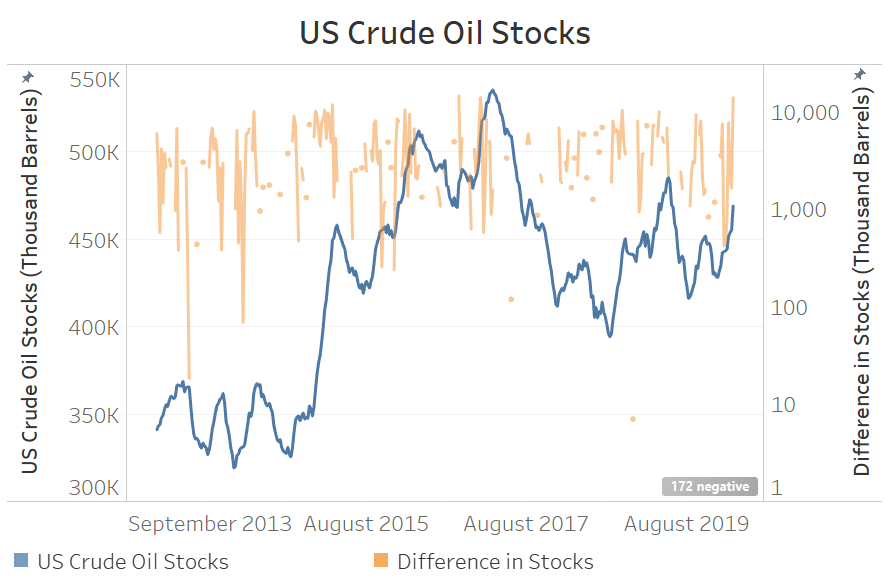 US Crude Oil Stocks
US Crude Oil Stocks (Thousand Barrels)
550K
500K
450K
400K
350K
300K
Difference in Stocks (Thousand Barrels)
10,000
1,000
100
10
1
172 negative
September 2013 August 2015 August 2017 August 2019
US Crude Oil Stocks Difference in Stocks